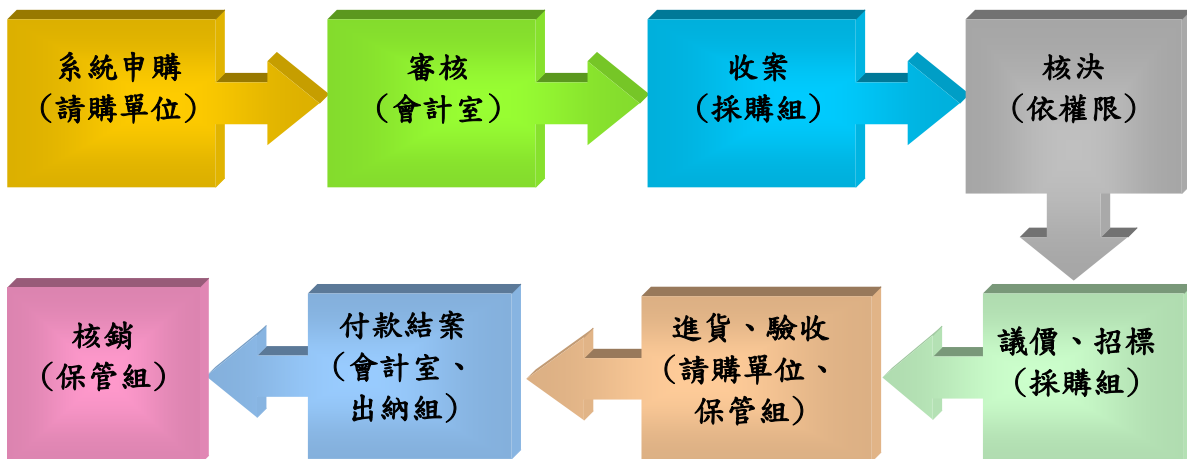 系統申購
（請購單位）
審核
（會計室）
收案
（採購組）
核決
（依權限）
議價、招標
（採購組）
進貨、驗收
（請購單位、
保管組）
付款結案
（會計室、
出納組）
核銷
（保管組）